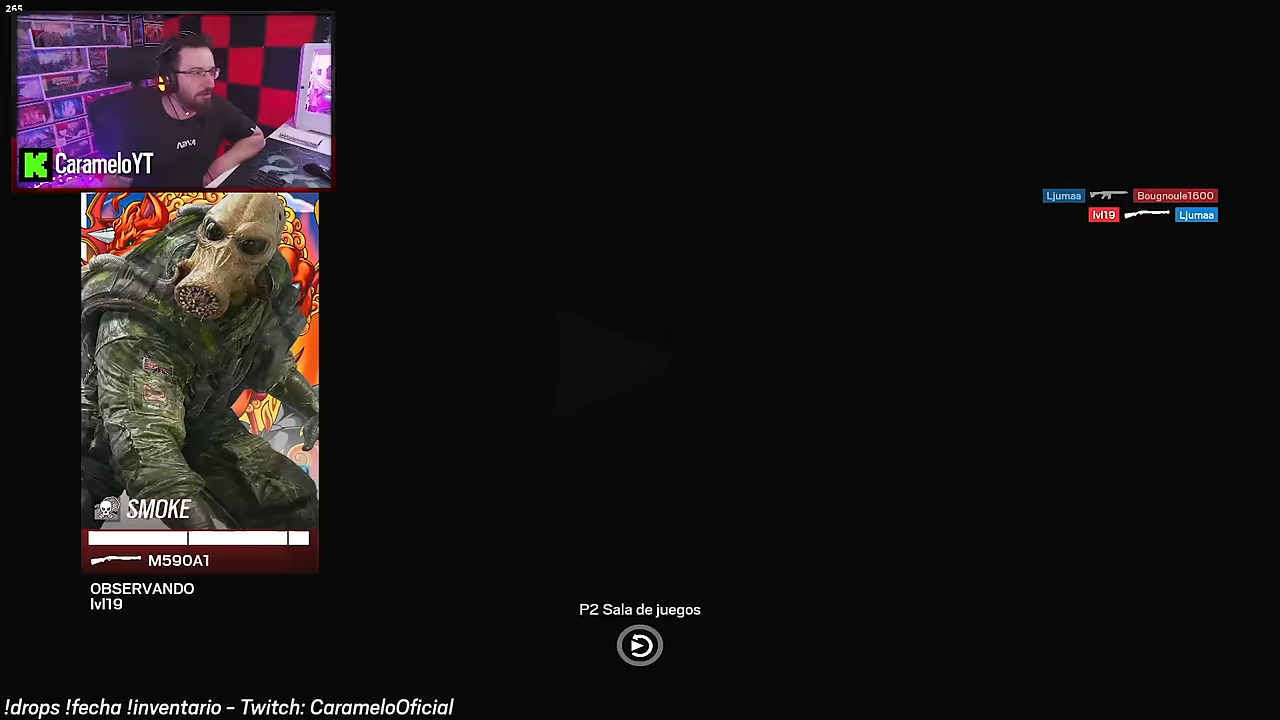 265
CarameloYT
Ljumaa Bougnoule1600
lvl19 Ljumaa
SMOKE
M590A1
OBSERVANDO
lvl19
P2 Sala de juegos
!drops !fecha !inventario - Twitch: CarameloOficial